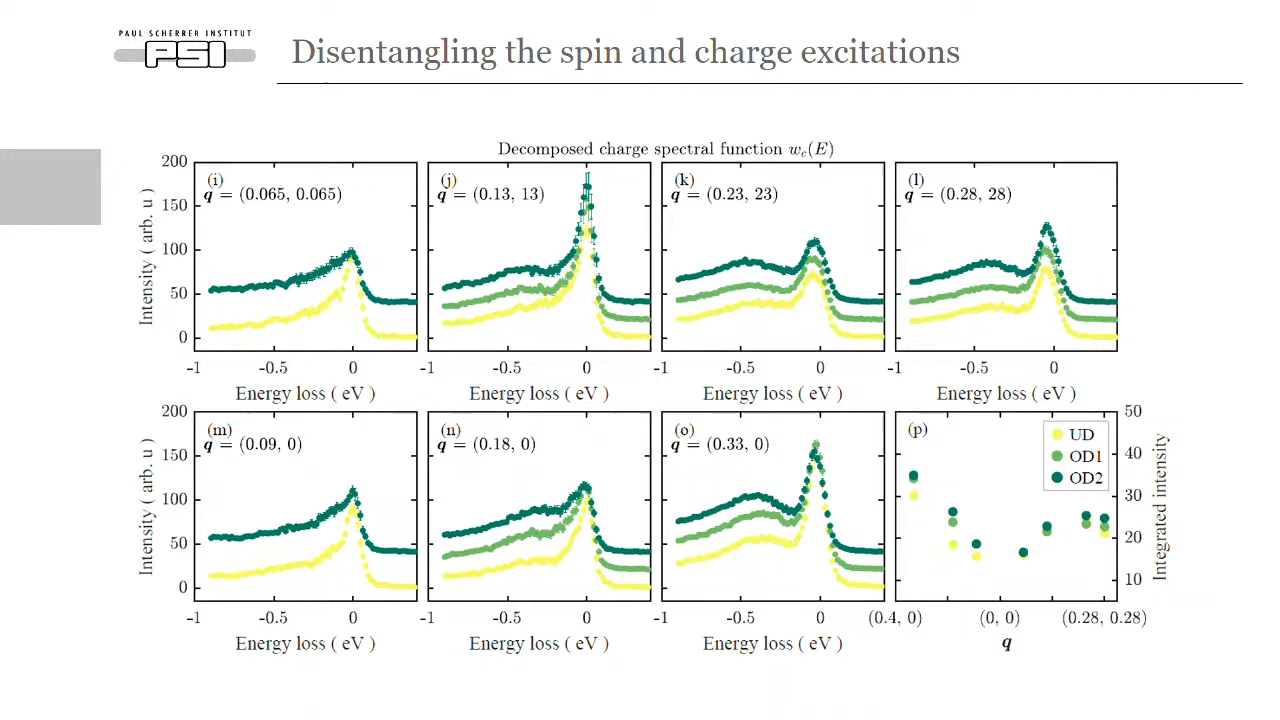 PAUL SCHERRER INSTITUT
PSI
Disentangling the spin and charge excitations
Decomposed charge spectral function w_c(E)
200
150
100
50
0
Intensity ( arb. u )
(i)
q = (0.065, 0.065)
-1 -0.5 0
Energy loss ( eV )
(j)
q = (0.13, 13)
-1 -0.5 0
Energy loss ( eV )
(k)
q = (0.23, 23)
-1 -0.5 0
Energy loss ( eV )
(l)
q = (0.28, 28)
-1 -0.5 0
Energy loss ( eV )
200
150
100
50
0
Intensity ( arb. u )
(m)
q = (0.09, 0)
-1 -0.5 0
Energy loss ( eV )
(n)
q = (0.18, 0)
-1 -0.5 0
Energy loss ( eV )
(o)
q = (0.33, 0)
-1 -0.5 0
Energy loss ( eV )
(p)
UD
OD1
OD2
50
40
30
20
10
Integrated intensity
(0.4, 0) (0, 0) (0.28, 0.28)
q